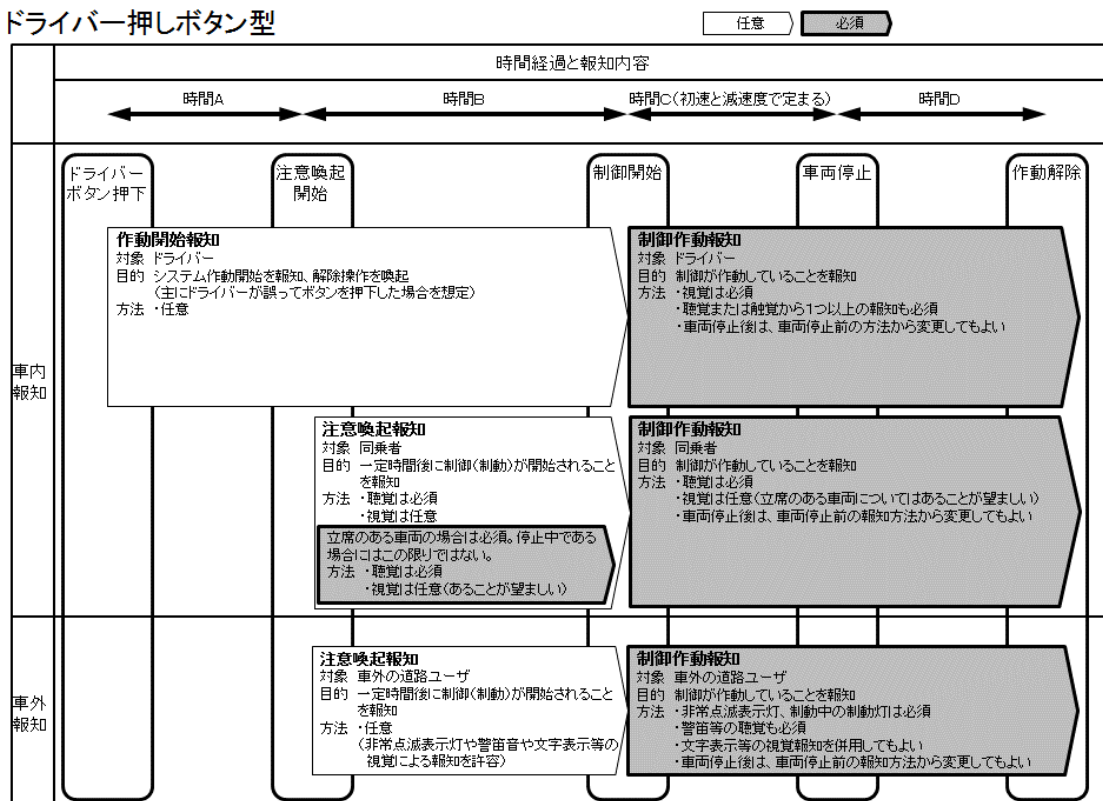 ドライバー押しボタン型
任意
必須
時間経過と報知内容
時間A
時間B
時間C(初速と減速度で定まる)
時間D
ドライバー
ボタン押下
注意喚起
開始
制御開始
車両停止
作動解除
車内
報知
作動開始報知
対象 ドライバー
目的 システム作動開始を報知、解除操作を喚起
(主にドライバーが誤ってボタンを押下した場合を想定)
方法 ・任意
制御作動報知
対象 ドライバー
目的 制御が作動していることを報知
方法 ・視覚は必須
・聴覚または触覚から1つ以上の報知も必須
・車両停止後は、車両停止前の方法から変更してもよい
注意喚起報知
対象 同乗者
目的 一定時間後に制御(制動)が開始されること
を報知
方法 ・聴覚は必須
・視覚は任意
立席のある車両の場合は必須。停止中である
場合にはこの限りではない。
方法 ・聴覚は必須
・視覚は任意(あることが望ましい)
制御作動報知
対象 同乗者
目的 制御が作動していることを報知
方法 ・聴覚は必須
・視覚は任意(立席のある車両についてはあることが望ましい)
・車両停止後は、車両停止前の報知方法から変更してもよい
車外
報知
注意喚起報知
対象 車外の道路ユーザ
目的 一定時間後に制御(制動)が開始されること
を報知
方法 ・任意
(非常点滅表示灯や警笛音や文字表示等の
視覚による報知を許容)
制御作動報知
対象 車外の道路ユーザ
目的 制御が作動していることを報知
方法 ・非常点滅表示灯、制動中の制動灯は必須
・警笛等の聴覚も必須
・文字表示等の視覚報知を併用してもよい
・車両停止後は、車両停止前の報知方法から変更してもよい